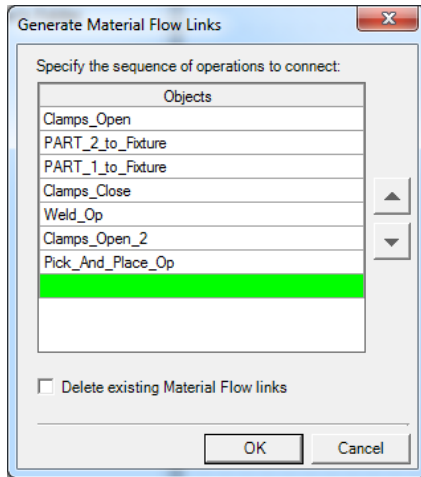 Generate Material Flow Links
Specify the sequence of operations to connect:
Objects
Clamps_Open
PART_2_to_Fixture
PART_1_to_Fixture
Clamps_Close
Weld_Op
Clamps_Open_2
Pick_And_Place_Op
Delete existing Material Flow links
OK
Cancel